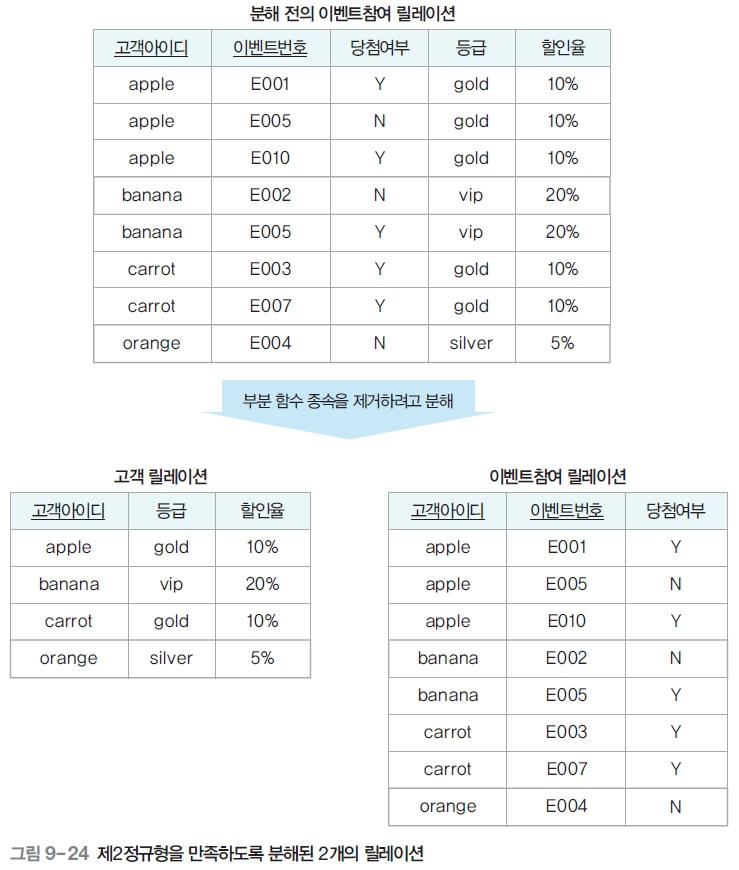 분해 전의 이벤트참여 릴레이션
고객아이디 이벤트번호 당첨여부 등급 할인율
apple E001 Y gold 10%
apple E005 N gold 10%
apple E010 Y gold 10%
banana E002 N vip 20%
banana E005 Y vip 20%
carrot E003 Y gold 10%
carrot E007 Y gold 10%
orange E004 N silver 5%
부분 함수 종속을 제거하려고 분해
고객 릴레이션
고객아이디 등급 할인율
apple gold 10%
banana vip 20%
carrot gold 10%
orange silver 5%
이벤트참여 릴레이션
고객아이디 이벤트번호 당첨여부
apple E001 Y
apple E005 N
apple E010 Y
banana E002 N
banana E005 Y
carrot E003 Y
carrot E007 Y
orange E004 N
그림 9-24 제2정규형을 만족하도록 분해된 2개의 릴레이션